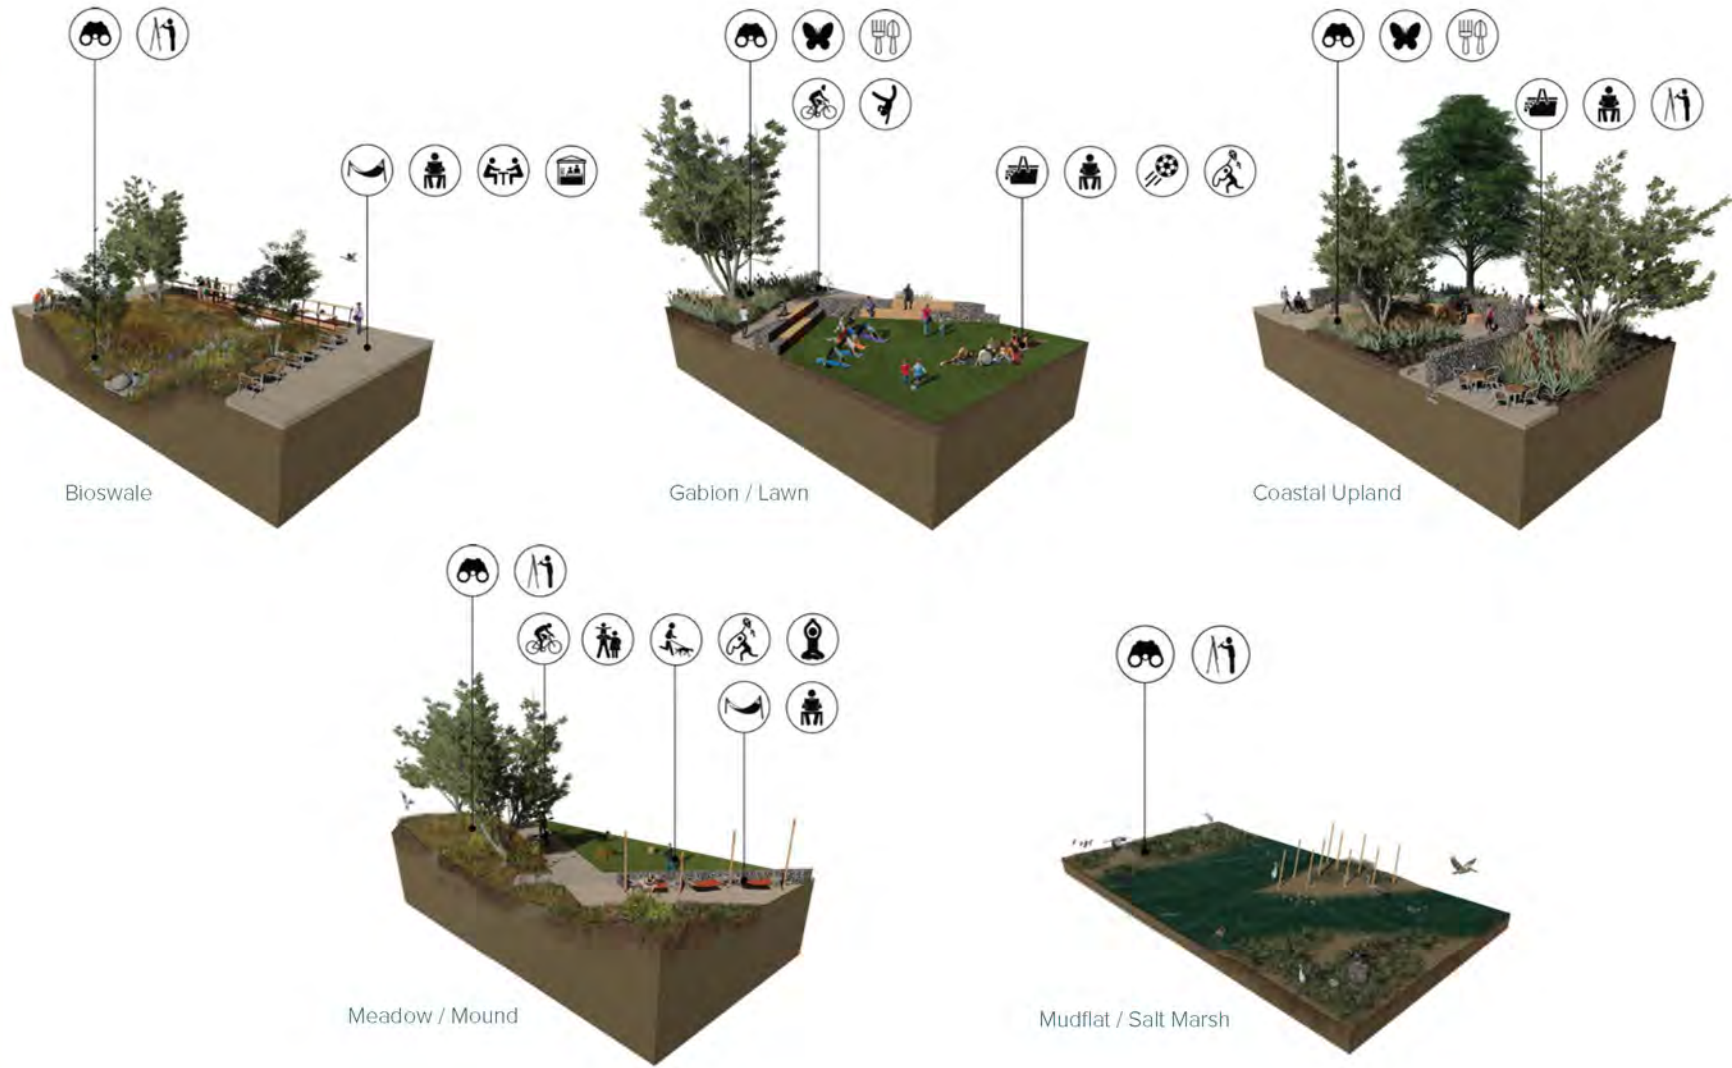 Bioswale
Gabion / Lawn
Coastal Upland
Meadow / Mound
Mudflat / Salt Marsh